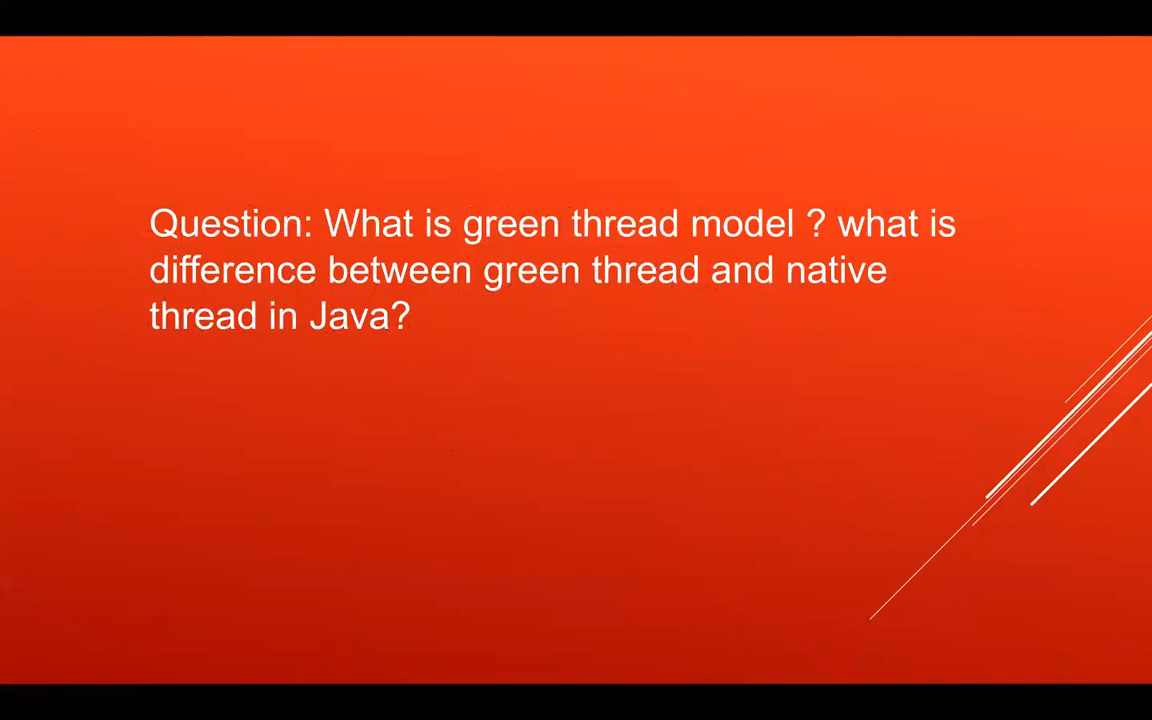 Question: What is green thread model ? what is
difference between green thread and native
thread in Java?